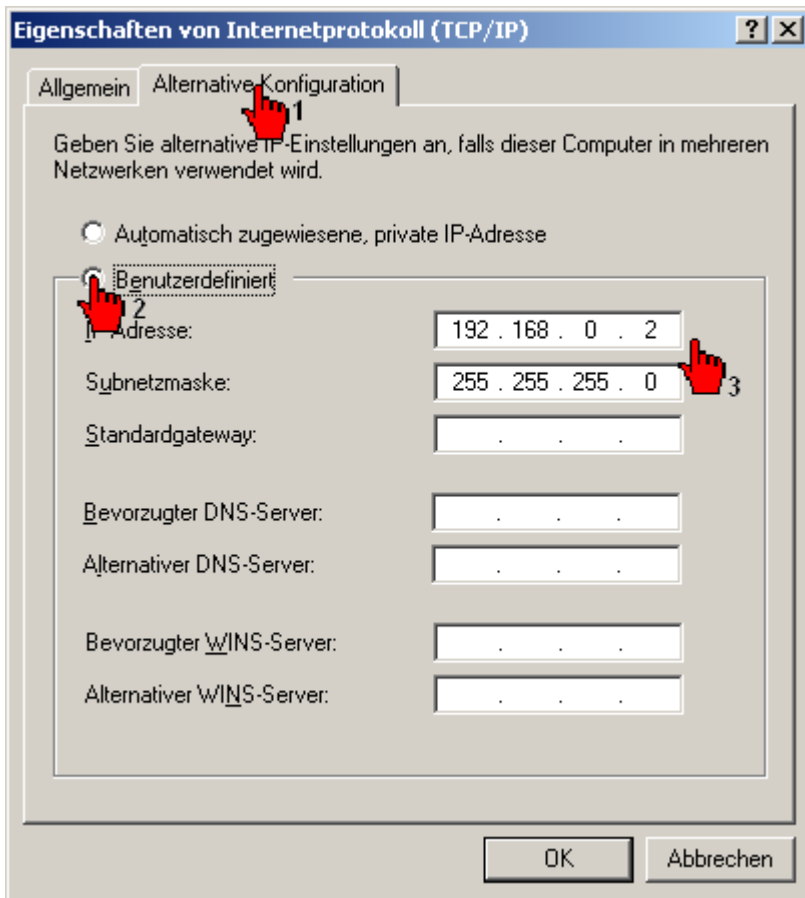 Eigenschaften von Internetprotokoll (TCP/IP)
Allgemein Alternative Konfiguration
1
Geben Sie alternative IP-Einstellungen an, falls dieser Computer in mehreren
Netzwerken verwendet wird.
Automatisch zugewiesene, private IP-Adresse
Benutzerdefiniert
2
IP-Adresse: 192 . 168 . 0 . 2
Subnetzmaske: 255 . 255 . 255 . 0
3
Standardgateway: . . .
Bevorzugter DNS-Server: . . .
Alternativer DNS-Server: . . .
Bevorzugter WINS-Server: . . .
Alternativer WINS-Server: . . .
OK Abbrechen